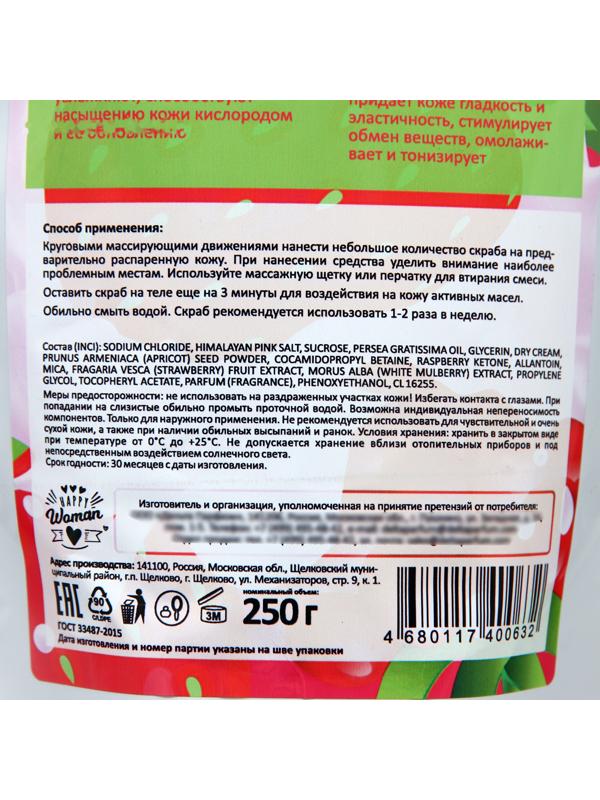 увлажняют, способствуют
насыщению кожи кислородом
и ее обновлению
придает коже гладкость и
эластичность, стимулирует
обмен веществ, омолажи-
вает и тонизирует
Способ применения:
Круговыми массирующими движениями нанести небольшое количество скраба на пред-
варительно распаренную кожу. При нанесении средства уделить внимание наиболее
проблемным местам. Используйте массажную щетку или перчатку для втирания смеси.
Оставить скраб на теле еще на 3 минуты для воздействия на кожу активных масел.
Обильно смыть водой. Скраб рекомендуется использовать 1-2 раза в неделю.
Состав (INCI): SODIUM CHLORIDE, HIMALAYAN PINK SALT, SUCROSE, PERSEA GRATISSIMA OIL, GLYCERIN, DRY CREAM,
PRUNUS ARMENIACA (APRICOT) SEED POWDER, COCAMIDOPROPYL BETAINE, RASPBERRY KETONE, ALLANTOIN,
MICA, FRAGARIA VESCA (STRAWBERRY) FRUIT EXTRACT, MORUS ALBA (WHITE MULBERRY) EXTRACT, PROPYLENE
GLYCOL, TOCOPHERYL ACETATE, PARFUM (FRAGRANCE), PHENOXYETHANOL, CL 16255.
Меры предосторожности: не использовать на раздраженных участках кожи! Избегать контакта с глазами. При
попадании на слизистые обильно промыть проточной водой. Возможна индивидуальная непереносимость
компонентов. Только для наружного применения. Не рекомендуется использовать для чувствительной и очень
сухой кожи, а также при наличии обильных высыпаний и ранок. Условия хранения: хранить в закрытом виде
при температуре от 0°С до +25°С. Не допускается хранение вблизи отопительных приборов и под
непосредственным воздействием солнечного света.
Срок годности: 30 месяцев с даты изготовления.
HAPPY
Woman
Изготовитель и организация, уполномоченная на принятие претензий от потребителя:
Адрес производства: 141100, Россия, Московская обл., Щелковский муни-
ципальный район, г.п. Щелково, г. Щелково, ул. Механизаторов, стр. 9, к. 1.
EAC
90
C/LDPE
3М
номинальный объем:
250 г
ГОСТ 33487-2015
Дата изготовления и номер партии указаны на шве упаковки
4 680117 400632